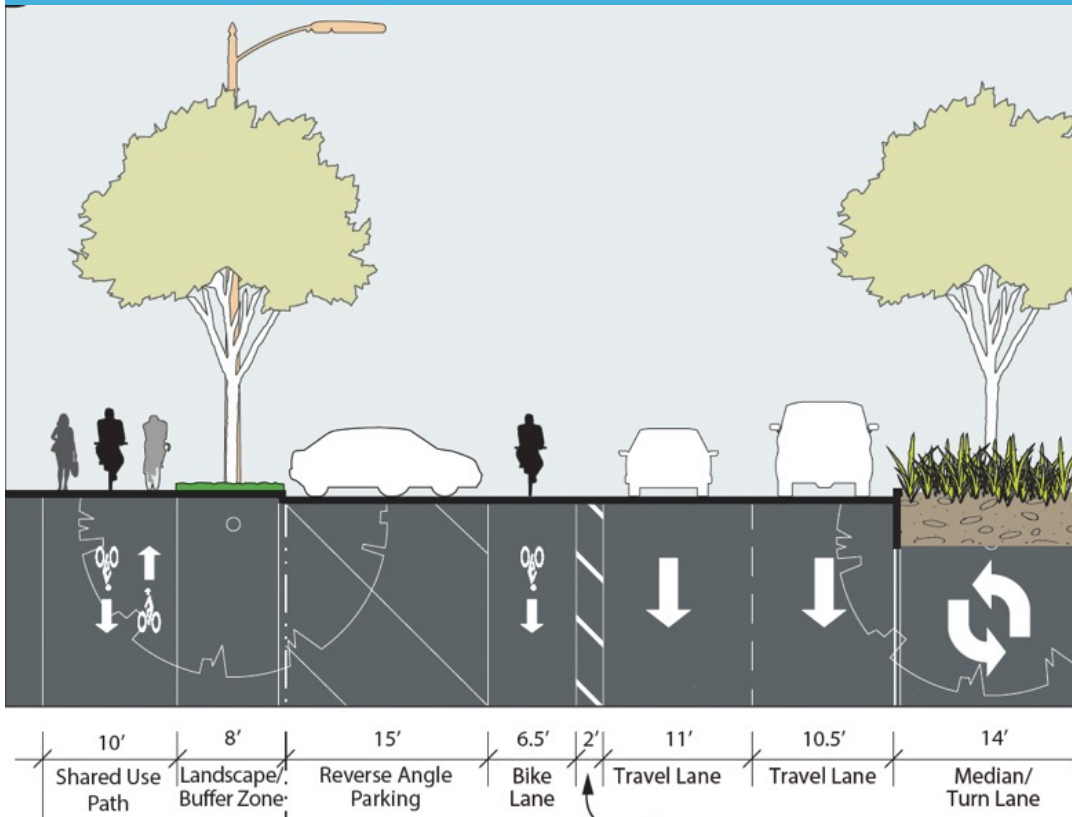 10′ 8′ 15′ 6.5′ 2′ 11′ 10.5′ 14′
Shared Use Path
Landscape/ Buffer Zone
Reverse Angle Parking
Bike Lane
Travel Lane
Travel Lane
Median/ Turn Lane